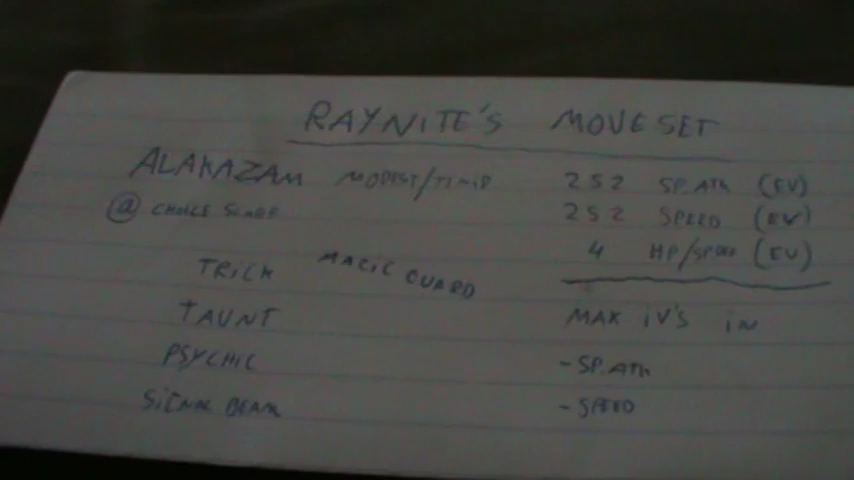 RAYNITE'S MOVESET
ALAKAZAM MODEST/TIMID 252 SP.ATK (EV)
@ CHOICE SCARF 252 SPEED (EV)
4 HP/SPEED (EV)
TRICK MAGIC GUARD
TAUNT MAX IV'S IN
PSYCHIC -SP.ATK
SIGNAL BEAM -SPEED